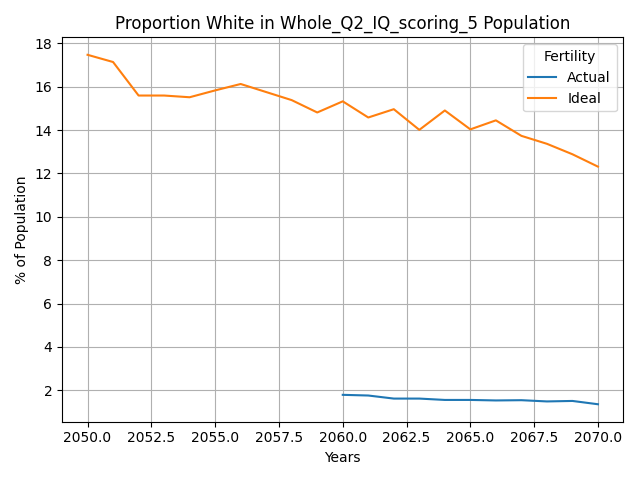 Proportion White in Whole_Q2_IQ_scoring_5 Population
Fertility
Actual
Ideal
% of Population
18
16
14
12
10
8
6
4
2
2050.0 2052.5 2055.0 2057.5 2060.0 2062.5 2065.0 2067.5 2070.0
Years